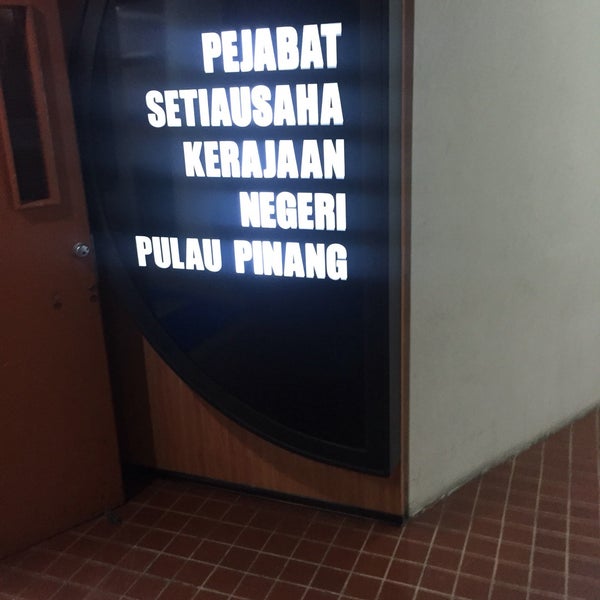 PEJABAT
SETIAUSAHA
KERAJAAN
NEGERI
PULAU PINANG